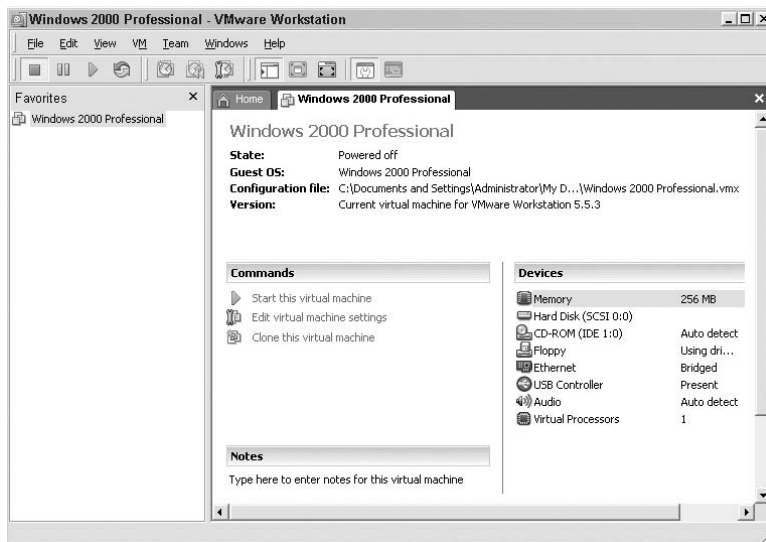 Windows 2000 Professional - VMware Workstation
File Edit View VM Team Windows Help
Favorites
Windows 2000 Professional
Home Windows 2000 Professional
Windows 2000 Professional
State: Powered off
Guest OS: Windows 2000 Professional
Configuration file: C:\Documents and Settings\Administrator\My D...\Windows 2000 Professional.vmx
Version: Current virtual machine for VMware Workstation 5.5.3
Commands
Start this virtual machine
Edit virtual machine settings
Clone this virtual machine
Devices
Memory 256 MB
Hard Disk (SCSI 0:0)
CD-ROM (IDE 1:0) Auto detect
Floppy Using dri...
Ethernet Bridged
USB Controller Present
Audio Auto detect
Virtual Processors 1
Notes
Type here to enter notes for this virtual machine